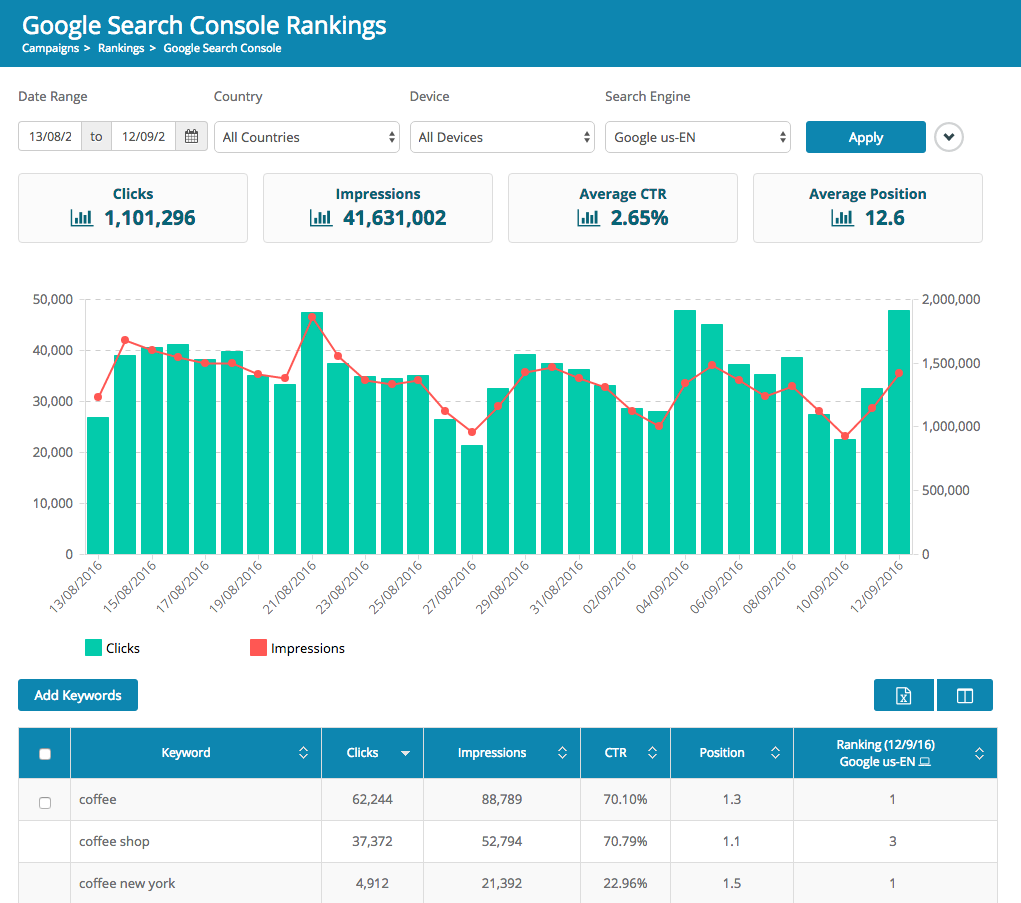 Google Search Console Rankings
Campaigns > Rankings > Google Search Console
Date Range Country Device Search Engine
13/08/2 to 12/09/2 All Countries All Devices Google us-EN Apply
Clicks Impressions Average CTR Average Position
1,101,296 41,631,002 2.65% 12.6
50,000 2,000,000
40,000 1,500,000
30,000
1,000,000
20,000
10,000 500,000
0 0
13/08/2016 15/08/2016 17/08/2016 19/08/2016 21/08/2016 23/08/2016 25/08/2016 27/08/2016 29/08/2016 31/08/2016 02/09/2016 04/09/2016 06/09/2016 08/09/2016 10/09/2016 12/09/2016
Clicks Impressions
Add Keywords
Keyword Clicks Impressions CTR Position Ranking (12/9/16)
Google us-EN
coffee 62,244 88,789 70.10% 1.3 1
coffee shop 37,372 52,794 70.79% 1.1 3
coffee new york 4,912 21,392 22.96% 1.5 1